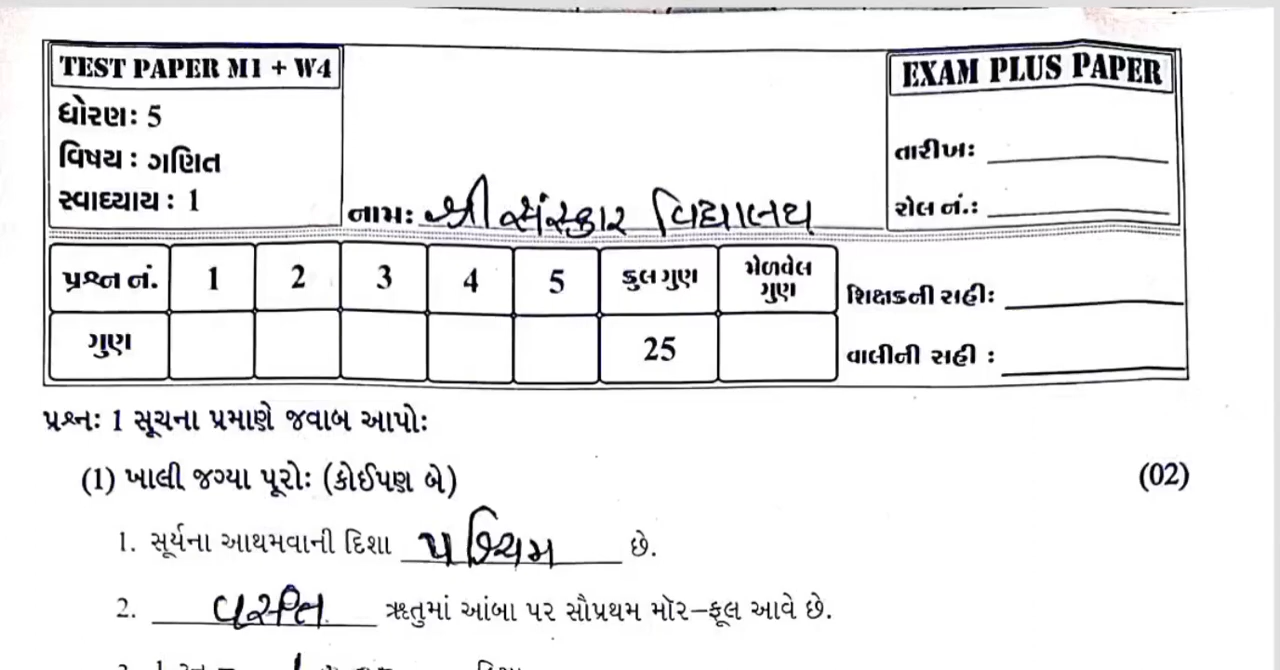 TEST PAPER M1 + W4
EXAM PLUS PAPER
ધોરણઃ 5
વિષય : ગણિત
તારીખઃ
સ્વાધ્યાય : 1
નામઃ શ્રી સંસ્કાર વિદ્યાલય
રોલ નં.:
પ્રશ્ન નં. 1 2 3 4 5 કુલ ગુણ મેળવેલ ગુણ
શિક્ષકની સહીઃ
ગુણ 25
વાલીની સહી :
પ્રશ્નઃ 1 સૂચના પ્રમાણે જવાબ આપોઃ
(1) ખાલી જગ્યા પૂરોઃ (કોઈપણ બે) (02)
1. સૂર્યના આથમવાની દિશા પશ્ચિમ છે.
2. વસંત ઋતુમાં આંબા પર સૌપ્રથમ મૉર-ફૂલ આવે છે.